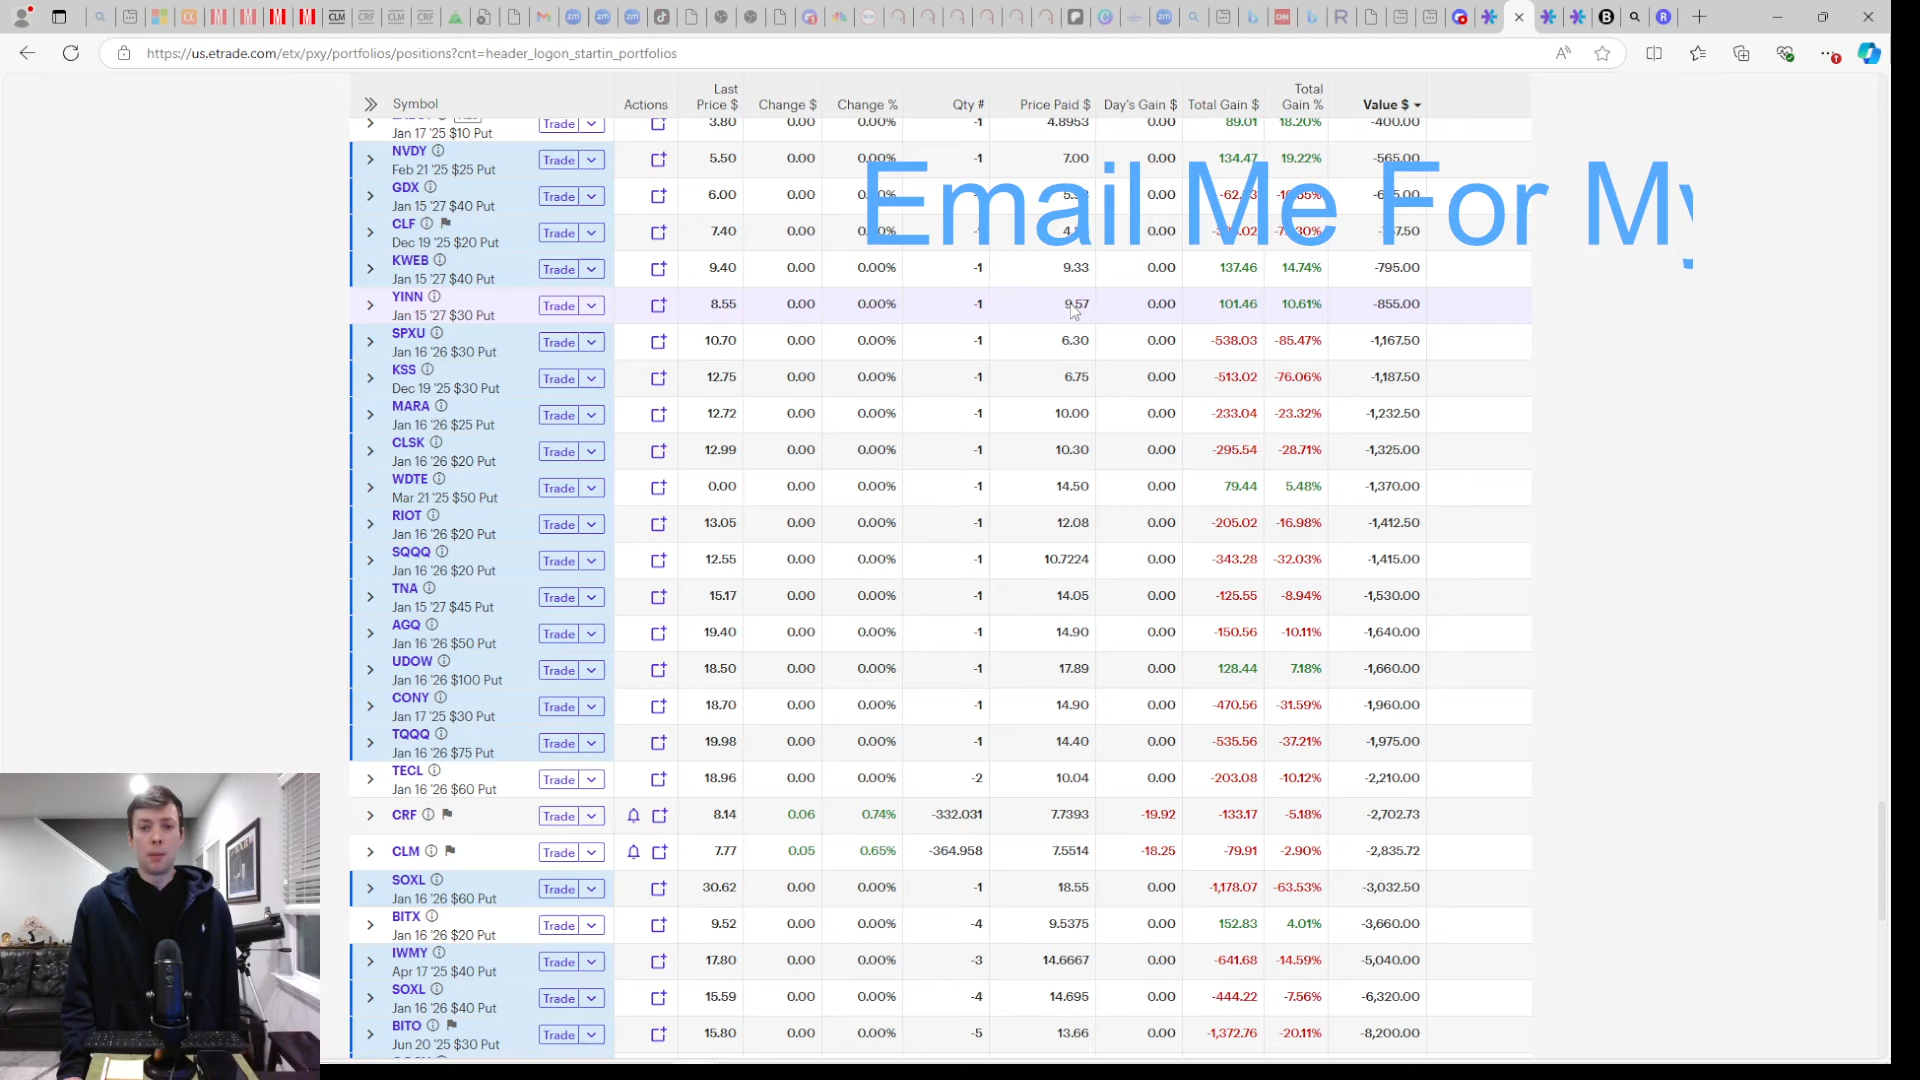 https://us.etrade.com/etx/pxy/portfolios/positions?cnt=header_logon_startin_portfolios
Symbol Actions Last Price $ Change $ Change % Qty # Price Paid $ Day's Gain $ Total Gain $ Total Gain % Value $
Jan 17 '25 $10 Put Trade 3.80 0.00 0.00% -1 4.8953 0.00 89.01 18.20% -400.00
NVDY Trade 5.50 0.00 0.00% -1 7.00 0.00 134.47 19.22% -565.00
Feb 21 '25 $25 Put
Email Me For My
GDX Trade 6.00 0.00 -1 0.00
Jan 15 '27 $40 Put
CLF Trade 7.40 0.00 0.00
Dec 19 '25 $20 Put
KWEB Trade 9.40 0.00 0.00% -1 9.33 0.00 137.46 14.74% -795.00
Jan 15 '27 $40 Put
YINN Trade 8.55 0.00 0.00% -1 9.57 0.00 101.46 10.61% -855.00
Jan 15 '27 $30 Put
SPXU Trade 10.70 0.00 0.00% -1 6.30 0.00 -538.03 -85.47% -1,167.50
Jan 16 '26 $30 Put
KSS Trade 12.75 0.00 0.00% -1 6.75 0.00 -513.02 -76.06% -1,187.50
Dec 19 '25 $30 Put
MARA Trade 12.72 0.00 0.00% -1 10.00 0.00 -233.04 -23.32% -1,232.50
Jan 16 '26 $25 Put
CLSK Trade 12.99 0.00 0.00% -1 10.30 0.00 -295.54 -28.71% -1,325.00
Jan 16 '26 $20 Put
WDTE Trade 0.00 0.00 0.00% -1 14.50 0.00 79.44 5.48% -1,370.00
Mar 21 '25 $50 Put
RIOT Trade 13.05 0.00 0.00% -1 12.08 0.00 -205.02 -16.98% -1,412.50
Jan 16 '26 $20 Put
SQQQ Trade 12.55 0.00 0.00% -1 10.7224 0.00 -343.28 -32.03% -1,415.00
Jan 16 '26 $20 Put
TNA Trade 15.17 0.00 0.00% -1 14.05 0.00 -125.55 -8.94% -1,530.00
Jan 15 '27 $45 Put
AGQ Trade 19.40 0.00 0.00% -1 14.90 0.00 -150.56 -10.11% -1,640.00
Jan 16 '26 $50 Put
UDOW Trade 18.50 0.00 0.00% -1 17.89 0.00 128.44 7.18% -1,660.00
Jan 16 '26 $100 Put
CONY Trade 18.70 0.00 0.00% -1 14.90 0.00 -470.56 -31.59% -1,960.00
Jan 17 '25 $30 Put
TQQQ Trade 19.98 0.00 0.00% -1 14.40 0.00 -535.56 -37.21% -1,975.00
Jan 16 '26 $75 Put
TECL Trade 18.96 0.00 0.00% -2 10.04 0.00 -203.08 -10.12% -2,210.00
Jan 16 '26 $60 Put
CRF Trade 8.14 0.06 0.74% -332.031 7.7393 -19.92 -133.17 -5.18% -2,702.73
CLM Trade 7.77 0.05 0.65% -364.958 7.5514 -18.25 -79.91 -2.90% -2,835.72
SOXL Trade 30.62 0.00 0.00% -1 18.55 0.00 -1,178.07 -63.53% -3,032.50
Jan 16 '26 $60 Put
BITX Trade 9.52 0.00 0.00% -4 9.5375 0.00 152.83 4.01% -3,660.00
Jan 16 '26 $20 Put
IWMY Trade 17.80 0.00 0.00% -3 14.6667 0.00 -641.68 -14.59% -5,040.00
Apr 17 '25 $40 Put
SOXL Trade 15.59 0.00 0.00% -4 14.695 0.00 -444.22 -7.56% -6,320.00
Jan 16 '26 $40 Put
BITO Trade 15.80 0.00 0.00% -5 13.66 0.00 -1,372.76 -20.11% -8,200.00
Jun 20 '25 $30 Put